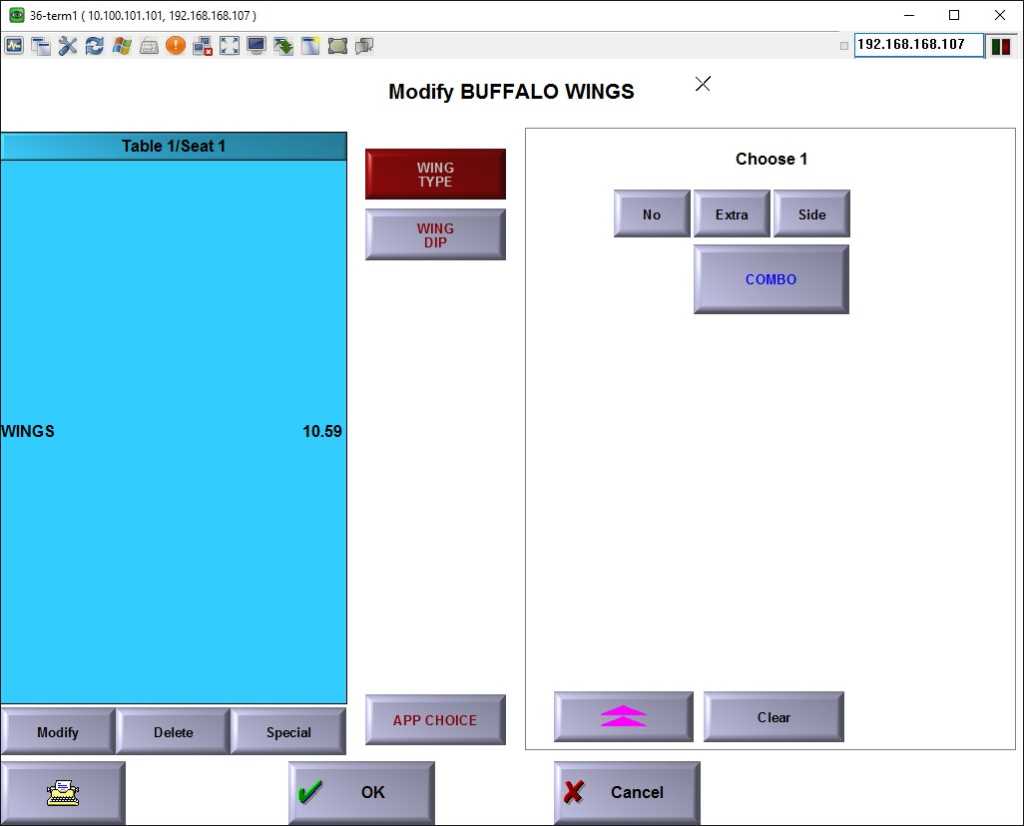 36-term1 ( 10.100.101.101, 192.168.168.107 )
192.168.168.107
Modify BUFFALO WINGS
Table 1/Seat 1
WING
TYPE
Choose 1
No
Extra
Side
WING
DIP
COMBO
WINGS 10.59
APP CHOICE
Clear
Modify
Delete
Special
OK
Cancel